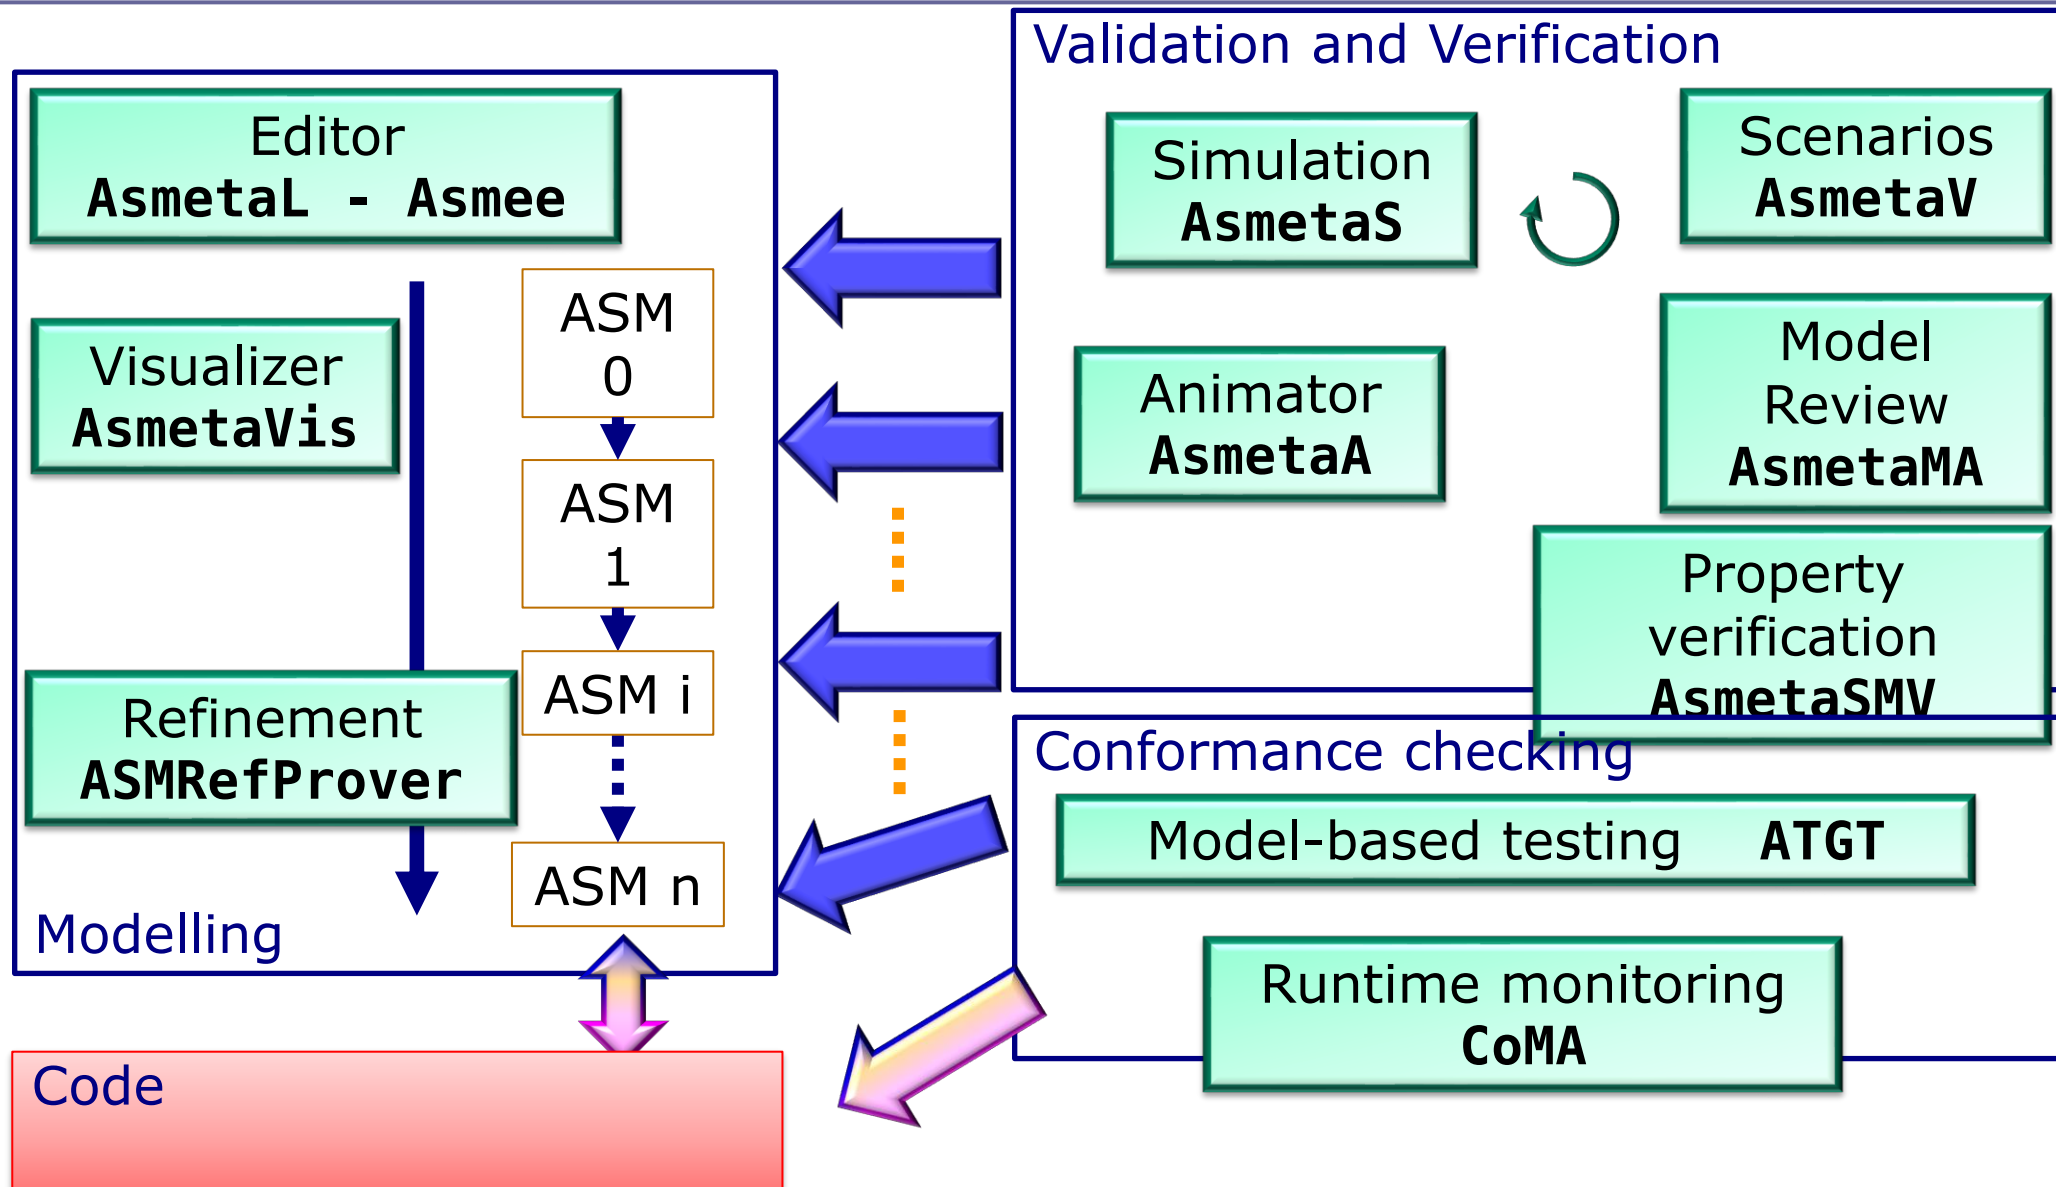 Validation and Verification
Editor
AsmetaL - Asmee
Visualizer
AsmetaVis
Refinement
ASMRefProver
ASM
0
ASM
1
ASM i
ASM n
Modelling
Code
Simulation
AsmetaS
Scenarios
AsmetaV
Animator
AsmetaA
Model
Review
AsmetaMA
Property
verification
AsmetaSMV
Conformance checking
Model-based testing ATGT
Runtime monitoring
CoMA